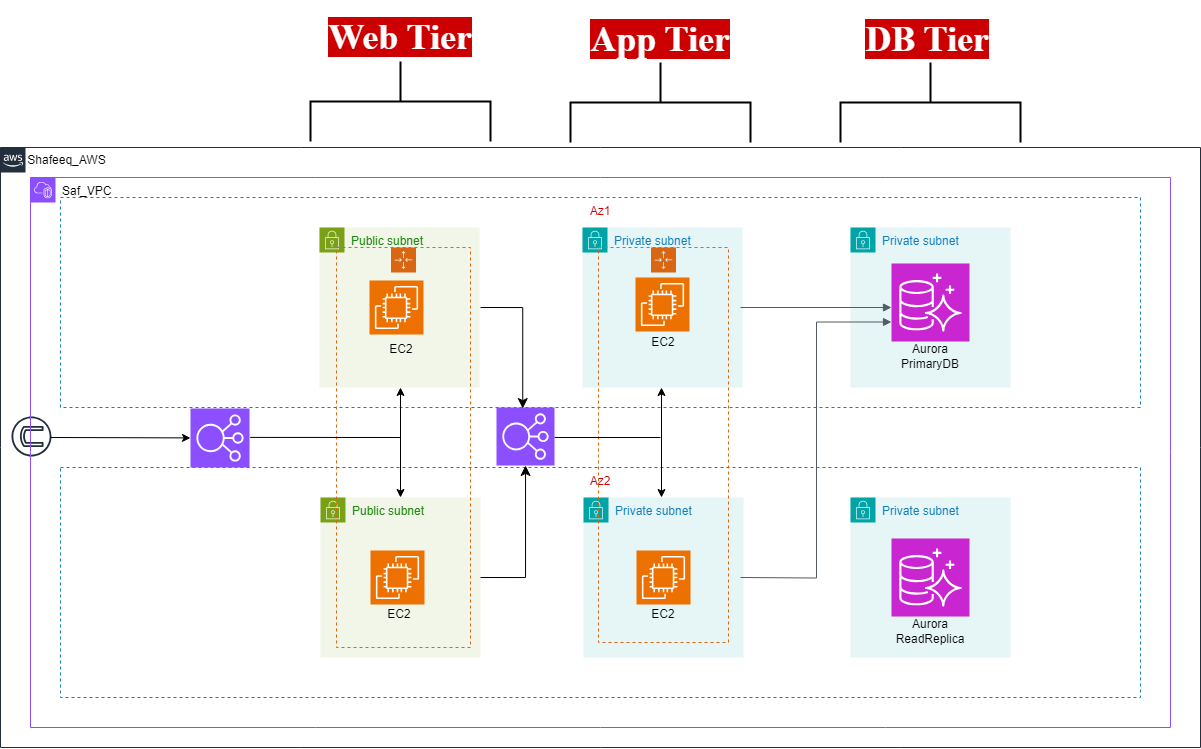 Web Tier
App Tier
DB Tier
aws
Shafeeq_AWS
Saf_VPC
Az1
Public subnet
Private subnet
Private subnet
EC2
EC2
Aurora
PrimaryDB
Az2
Public subnet
Private subnet
Private subnet
EC2
EC2
Aurora
ReadReplica